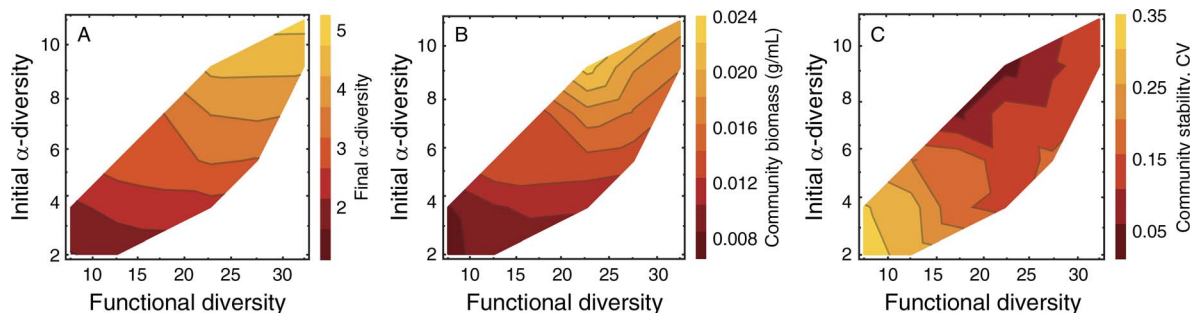 A
Initial α-diversity
10
8
6
4
2
10 15 20 25 30
Functional diversity
5
4
3
2
Final α-diversity
B
Initial α-diversity
10
8
6
4
2
10 15 20 25 30
Functional diversity
0.024
0.020
0.016
0.012
0.008
Community biomass (g/mL)
C
Initial α-diversity
10
8
6
4
2
10 15 20 25 30
Functional diversity
0.35
0.25
0.15
0.05
Community stability, CV